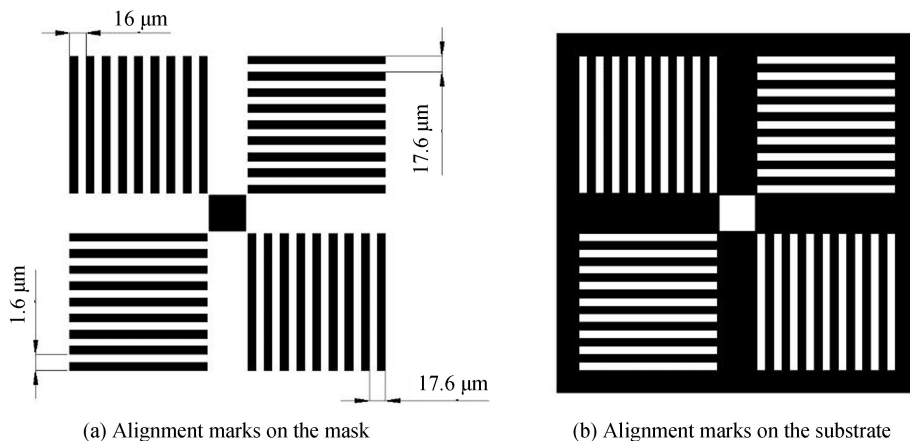 16 μm
17.6 μm
1.6 μm
17.6 μm
(a) Alignment marks on the mask
(b) Alignment marks on the substrate